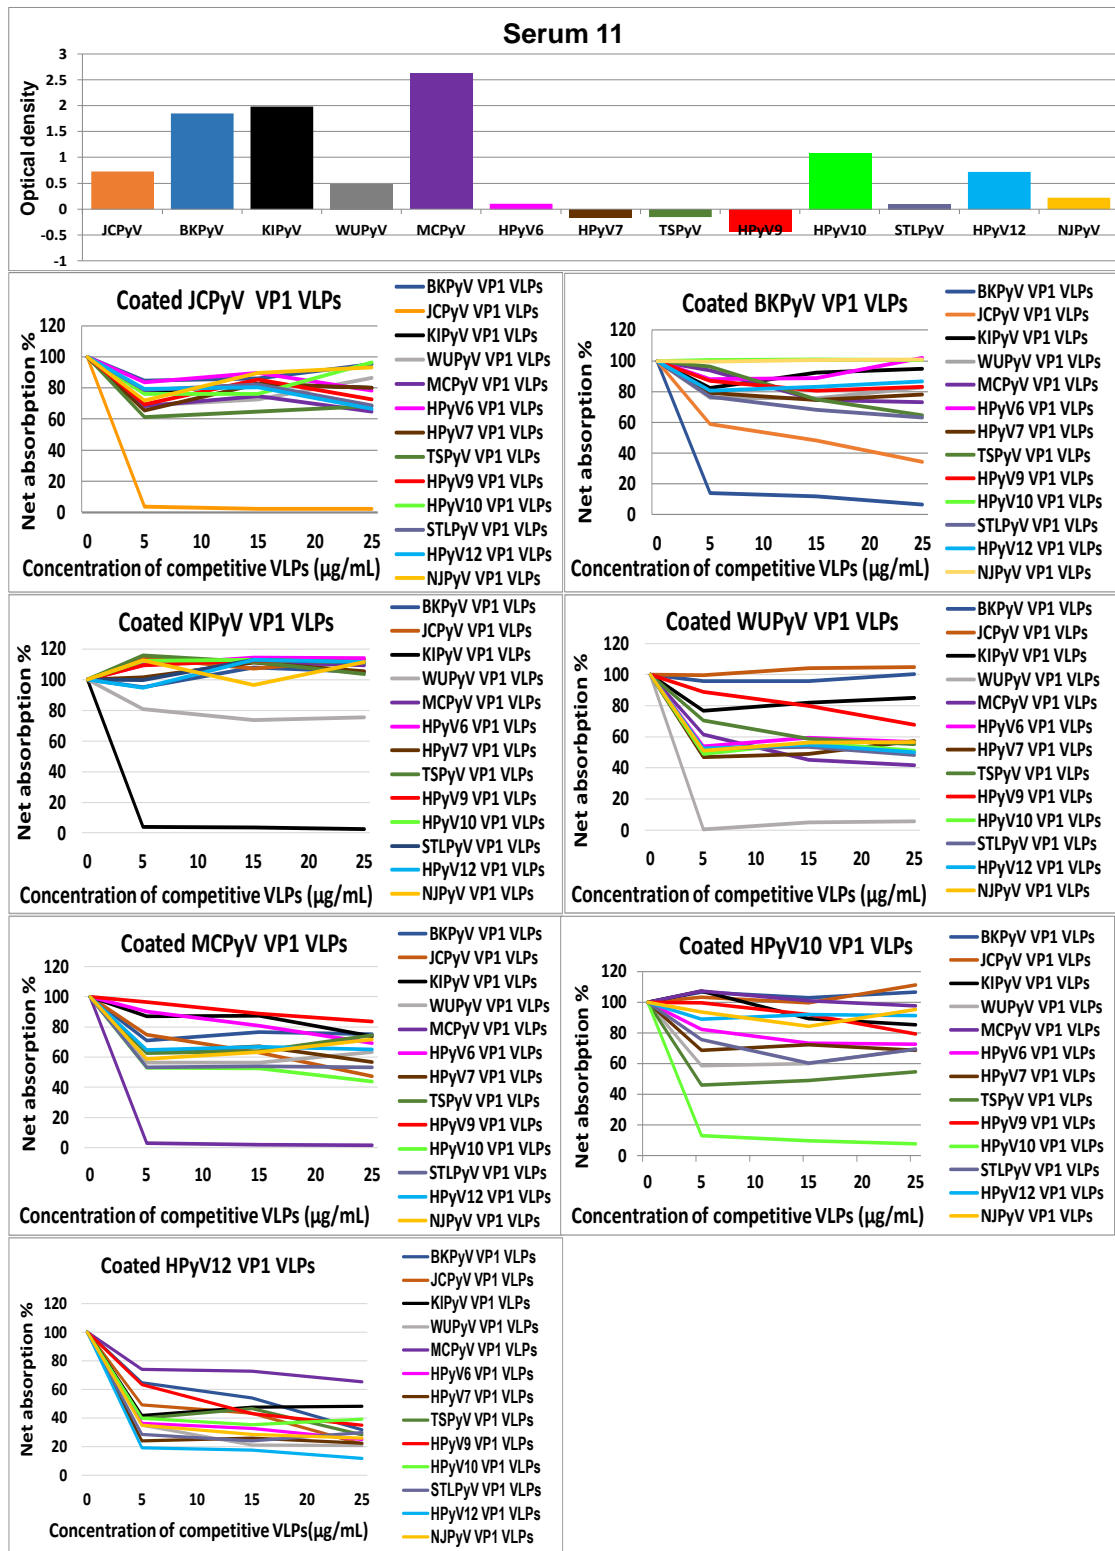 Serum 11
Optical density
3
2.5
2
1.5
1
0.5
0
-0.5
-1
JCPyV BKPyV KIPyV WUPyV MCPyV HPyV6 HPyV7 TSPyV HPyV9 HPyV10 STLPyV HPyV12 NJPyV
Coated JCPyV VP1 VLPs
Net absorption %
120
100
80
60
40
20
0
0 5 10 15 20 25
Concentration of competitive VLPs (µg/mL)
BKPyV VP1 VLPs
JCPyV VP1 VLPs
KIPyV VP1 VLPs
WUPyV VP1 VLPs
MCPyV VP1 VLPs
HPyV6 VP1 VLPs
HPyV7 VP1 VLPs
TSPyV VP1 VLPs
HPyV9 VP1 VLPs
HPyV10 VP1 VLPs
STLPyV VP1 VLPs
HPyV12 VP1 VLPs
NJPyV VP1 VLPs
Coated BKPyV VP1 VLPs
Net absorption %
120
100
80
60
40
20
0
0 5 10 15 20 25
Concentration of competitive VLPs (µg/mL)
BKPyV VP1 VLPs
JCPyV VP1 VLPs
KIPyV VP1 VLPs
WUPyV VP1 VLPs
MCPyV VP1 VLPs
HPyV6 VP1 VLPs
HPyV7 VP1 VLPs
TSPyV VP1 VLPs
HPyV9 VP1 VLPs
HPyV10 VP1 VLPs
STLPyV VP1 VLPs
HPyV12 VP1 VLPs
NJPyV VP1 VLPs
Coated KIPyV VP1 VLPs
Net absorption %
120
100
80
60
40
20
0
0 5 10 15 20 25
Concentration of competitive VLPs (µg/mL)
BKPyV VP1 VLPs
JCPyV VP1 VLPs
KIPyV VP1 VLPs
WUPyV VP1 VLPs
MCPyV VP1 VLPs
HPyV6 VP1 VLPs
HPyV7 VP1 VLPs
TSPyV VP1 VLPs
HPyV9 VP1 VLPs
HPyV10 VP1 VLPs
STLPyV VP1 VLPs
HPyV12 VP1 VLPs
NJPyV VP1 VLPs
Coated WUPyV VP1 VLPs
Net absorbption %
120
100
80
60
40
20
0
0 5 10 15 20 25
Concentration of competitive VLPs (µg/mL)
BKPyV VP1 VLPs
JCPyV VP1 VLPs
KIPyV VP1 VLPs
WUPyV VP1 VLPs
MCPyV VP1 VLPs
HPyV6 VP1 VLPs
HPyV7 VP1 VLPs
TSPyV VP1 VLPs
HPyV9 VP1 VLPs
HPyV10 VP1 VLPs
STLPyV VP1 VLPs
HPyV12 VP1 VLPs
NJPyV VP1 VLPs
Coated MCPyV VP1 VLPs
Net absorption %
120
100
80
60
40
20
0
0 5 10 15 20 25
Concentration of competitive VLPs (µg/mL)
BKPyV VP1 VLPs
JCPyV VP1 VLPs
KIPyV VP1 VLPs
WUPyV VP1 VLPs
MCPyV VP1 VLPs
HPyV6 VP1 VLPs
HPyV7 VP1 VLPs
TSPyV VP1 VLPs
HPyV9 VP1 VLPs
HPyV10 VP1 VLPs
STLPyV VP1 VLPs
HPyV12 VP1 VLPs
NJPyV VP1 VLPs
Coated HPyV10 VP1 VLPs
Net absorption %
120
100
80
60
40
20
0
0 5 10 15 20 25
Concentration of competitive VLPs (µg/mL)
BKPyV VP1 VLPs
JCPyV VP1 VLPs
KIPyV VP1 VLPs
WUPyV VP1 VLPs
MCPyV VP1 VLPs
HPyV6 VP1 VLPs
HPyV7 VP1 VLPs
TSPyV VP1 VLPs
HPyV9 VP1 VLPs
HPyV10 VP1 VLPs
STLPyV VP1 VLPs
HPyV12 VP1 VLPs
NJPyV VP1 VLPs
Coated HPyV12 VP1 VLPs
Net absorption %
120
100
80
60
40
20
0
0 5 10 15 20 25
Concentration of competitive VLPs(µg/mL)
BKPyV VP1 VLPs
JCPyV VP1 VLPs
KIPyV VP1 VLPs
WUPyV VP1 VLPs
MCPyV VP1 VLPs
HPyV6 VP1 VLPs
HPyV7 VP1 VLPs
TSPyV VP1 VLPs
HPyV9 VP1 VLPs
HPyV10 VP1 VLPs
STLPyV VP1 VLPs
HPyV12 VP1 VLPs
NJPyV VP1 VLPs